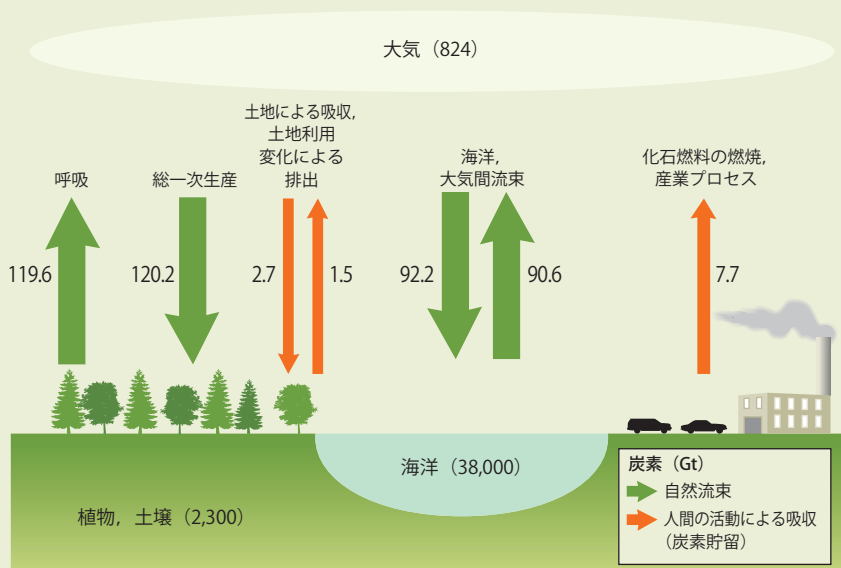 大気（824）
呼吸
総一次生産
土地による吸収,
土地利用
変化による
排出
海洋,
大気間流束
化石燃料の燃焼,
産業プロセス
119.6
120.2
2.7
1.5
92.2
90.6
7.7
植物，土壌（2,300）
海洋（38,000）
炭素（Gt）
自然流束
人間の活動による吸収
（炭素貯留）